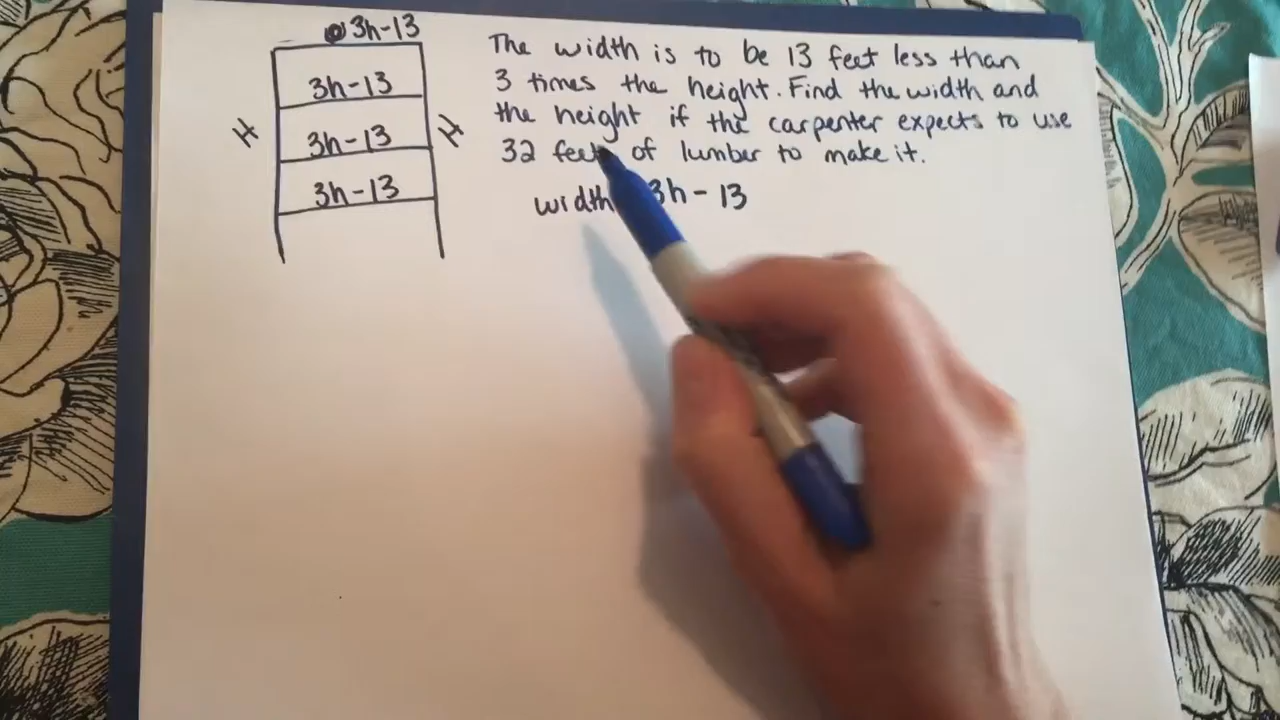 3h-13
3h-13
3h-13
3h-13
H
H
The width is to be 13 feet less than
3 times the height. Find the width and
the height if the carpenter expects to use
32 feet of lumber to make it.
width 3h - 13